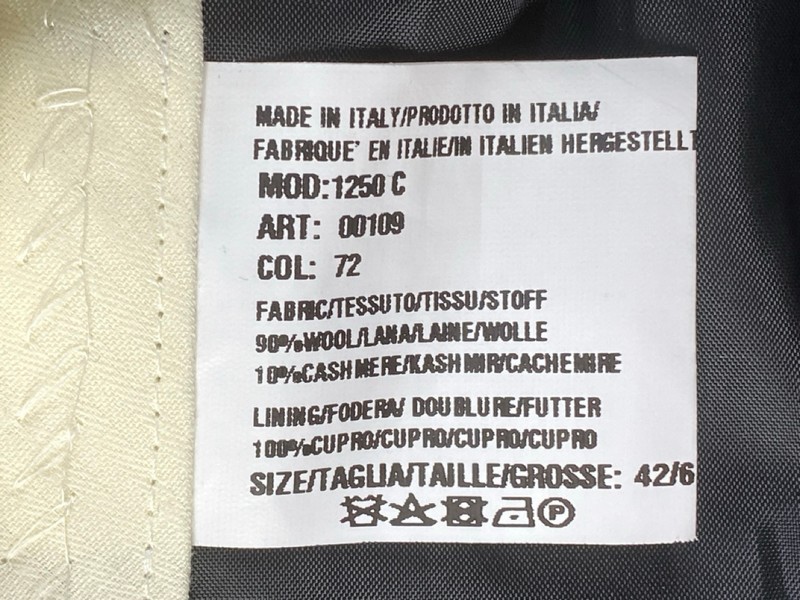 MADE IN ITALY/PRODOTTO IN ITALIA/
FABRIQUE' EN ITALIE/IN ITALIEN HERGESTELLT
MOD:1250 C
ART: 00109
COL: 72
FABRIC/TESSUTO/TISSU/STOFF
90%WOOL/LANA/LAINE/WOLLE
10%CASHMERE/KASHMIR/CACHEMIRE
LINING/FODERA/ DOUBLURE/FUTTER
100%CUPRO/CUPRO/CUPRO/CUPRO
SIZE/TAGLIA/TAILLE/GROSSE: 42/6
P